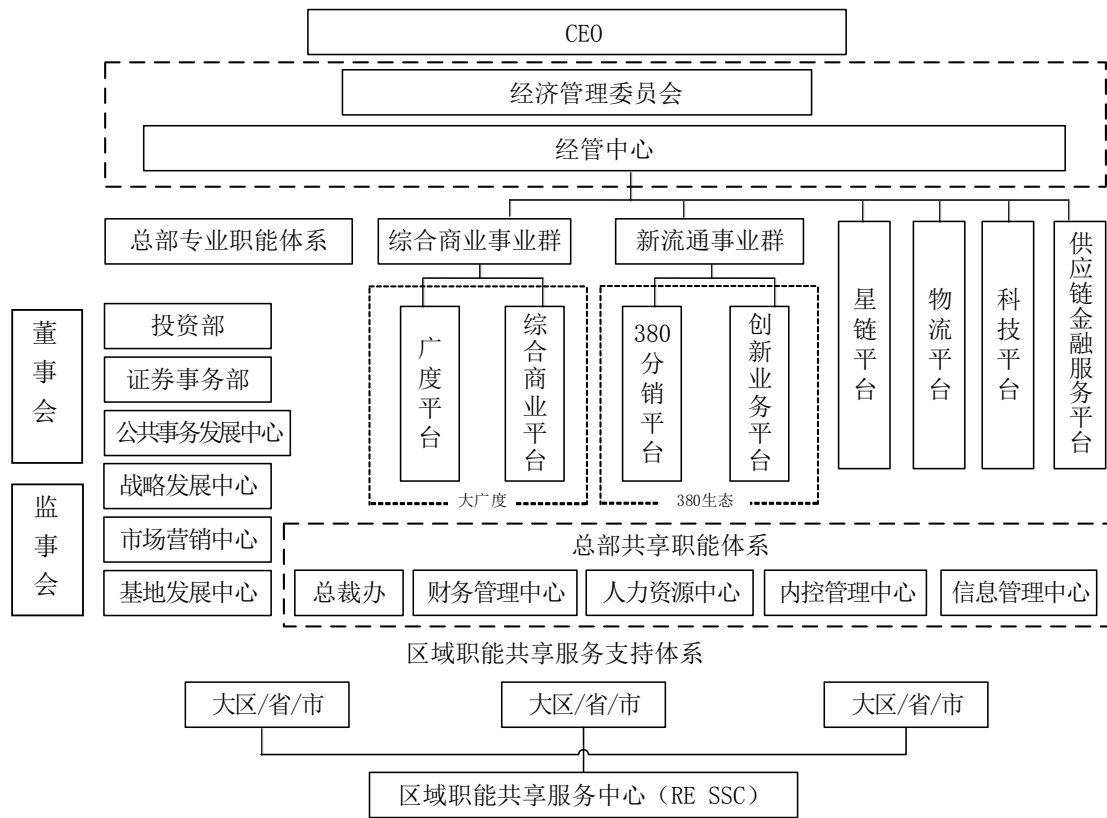 CEO
经济管理委员会
经管中心
总部专业职能体系
综合商业事业群
新流通事业群
星链平台
物流平台
科技平台
供应链金融服务平台
董事会
监事会
投资部
证券事务部
公共事务发展中心
战略发展中心
市场营销中心
基地发展中心
广度平台
综合商业平台
大广度
380分销平台
创新业务平台
380生态
总部共享职能体系
总裁办
财务管理中心
人力资源中心
内控管理中心
信息管理中心
区域职能共享服务支持体系
大区/省/市
大区/省/市
大区/省/市
区域职能共享服务中心（RE SSC）